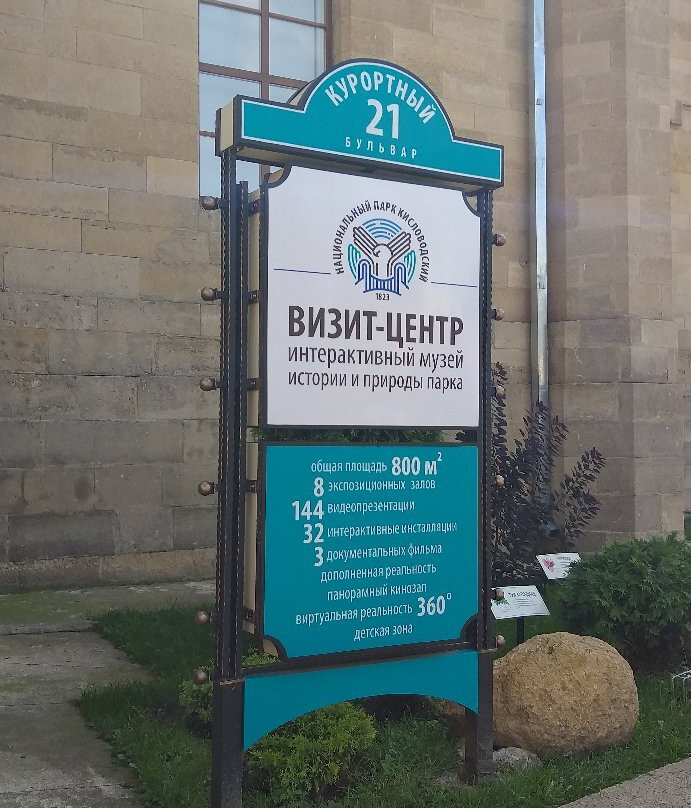 КУРОРТНЫЙ
21
БУЛЬВАР
НАЦИОНАЛЬНЫЙ ПАРК КИСЛОВОДСКИЙ
1823
ВИЗИТ-ЦЕНТР
интерактивный музей
истории и природы парка
общая площадь 800 м²
8 экспозиционных залов
144 видеопрезентации
32 интерактивные инсталляции
3 документальных фильма
дополненная реальность
панорамный кинозал
виртуальная реальность 360°
детская зона